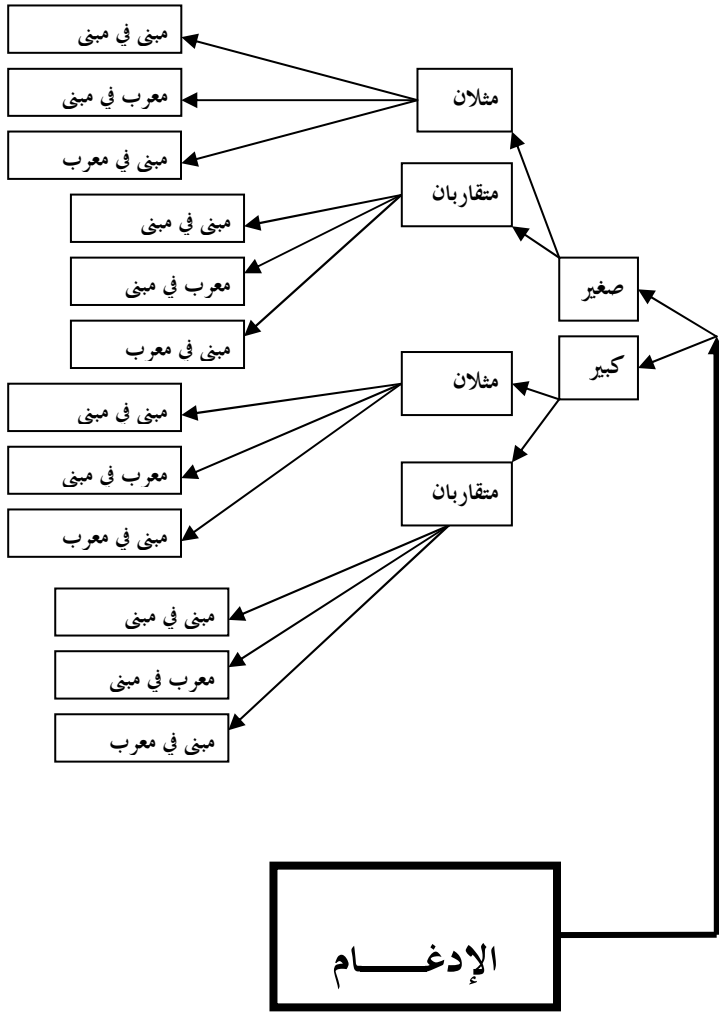 مبنى في مبنى
معرب في مبنى
مبنى في معرب
مثلان
مبنى في مبنى
معرب في مبنى
مبنى في معرب
متقاربان
صغير
كبير
مبنى في مبنى
معرب في مبنى
مبنى في معرب
مثلان
متقاربان
مبنى في مبنى
معرب في مبنى
مبنى في معرب
الإدغـــــام